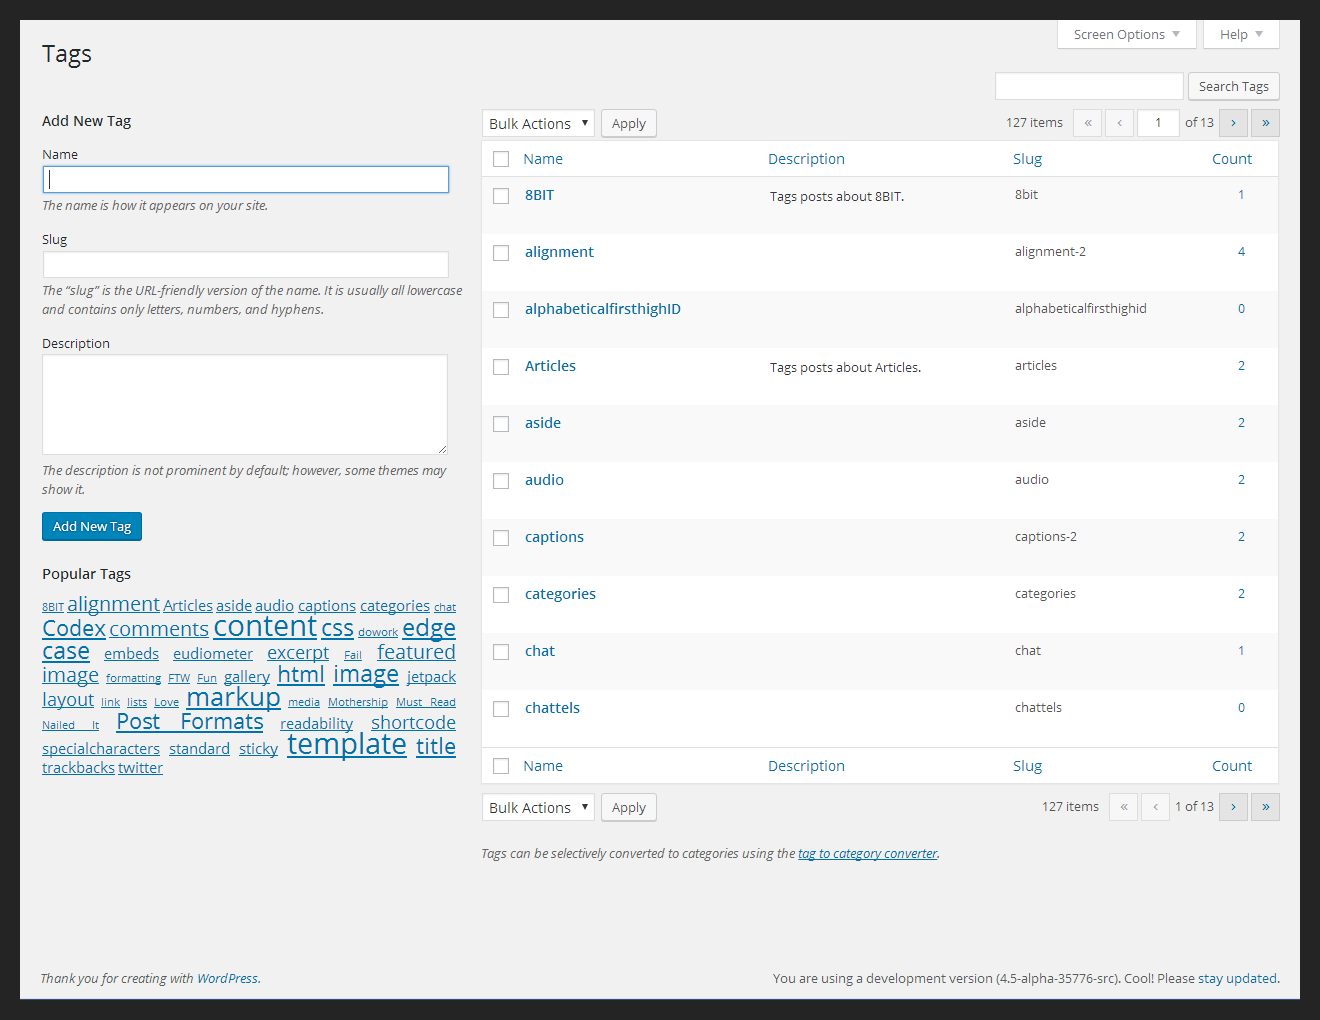 Screen Options ▼ Help ▼
Tags
Search Tags
Add New Tag
Name
The name is how it appears on your site.
Slug
The “slug” is the URL-friendly version of the name. It is usually all lowercase
and contains only letters, numbers, and hyphens.
Description
The description is not prominent by default; however, some themes may
show it.
Add New Tag
Popular Tags
8BIT alignment Articles aside audio captions categories chat
Codex comments content css dowork edge
case embeds eudiometer excerpt Fail featured
image formatting FTW Fun gallery html image jetpack
layout link lists Love markup media Mothership Must Read
Nailed It Post Formats readability shortcode
specialcharacters standard sticky template title
trackbacks twitter
Bulk Actions ▼ Apply 127 items « ‹ 1 of 13 › »
Name Description Slug Count
8BIT Tags posts about 8BIT. 8bit 1
alignment alignment-2 4
alphabeticalfirsthighID alphabeticalfirsthighid 0
Articles Tags posts about Articles. articles 2
aside aside 2
audio audio 2
captions captions-2 2
categories categories 2
chat chat 1
chattels chattels 0
Name Description Slug Count
Bulk Actions ▼ Apply 127 items « ‹ 1 of 13 › »
Tags can be selectively converted to categories using the tag to category converter.
Thank you for creating with WordPress. You are using a development version (4.5-alpha-35776-src). Cool! Please stay updated.